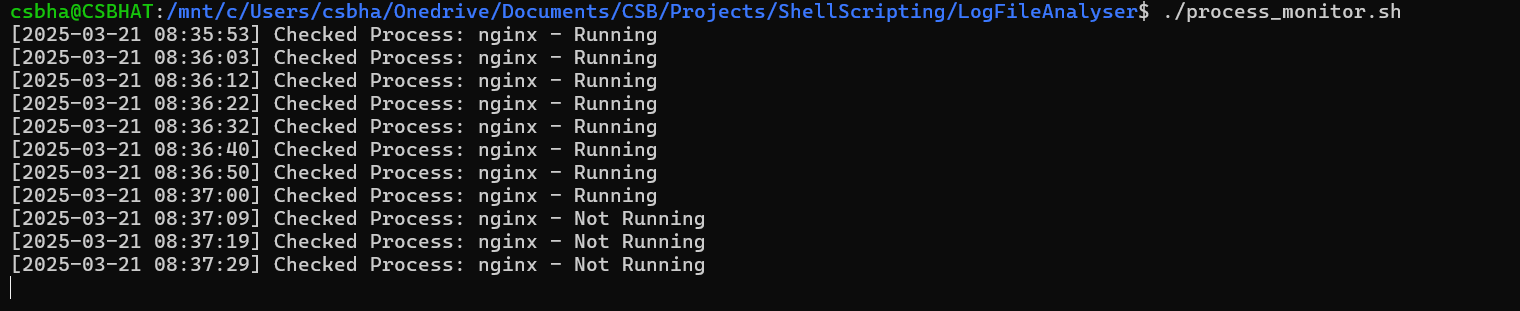 csbha@CSBHAT:/mnt/c/Users/csbha/Onedrive/Documents/CSB/Projects/ShellScripting/LogFileAnalyser$ ./process_monitor.sh
[2025-03-21 08:35:53] Checked Process: nginx - Running
[2025-03-21 08:36:03] Checked Process: nginx - Running
[2025-03-21 08:36:12] Checked Process: nginx - Running
[2025-03-21 08:36:22] Checked Process: nginx - Running
[2025-03-21 08:36:32] Checked Process: nginx - Running
[2025-03-21 08:36:40] Checked Process: nginx - Running
[2025-03-21 08:36:50] Checked Process: nginx - Running
[2025-03-21 08:37:00] Checked Process: nginx - Running
[2025-03-21 08:37:09] Checked Process: nginx - Not Running
[2025-03-21 08:37:19] Checked Process: nginx - Not Running
[2025-03-21 08:37:29] Checked Process: nginx - Not Running